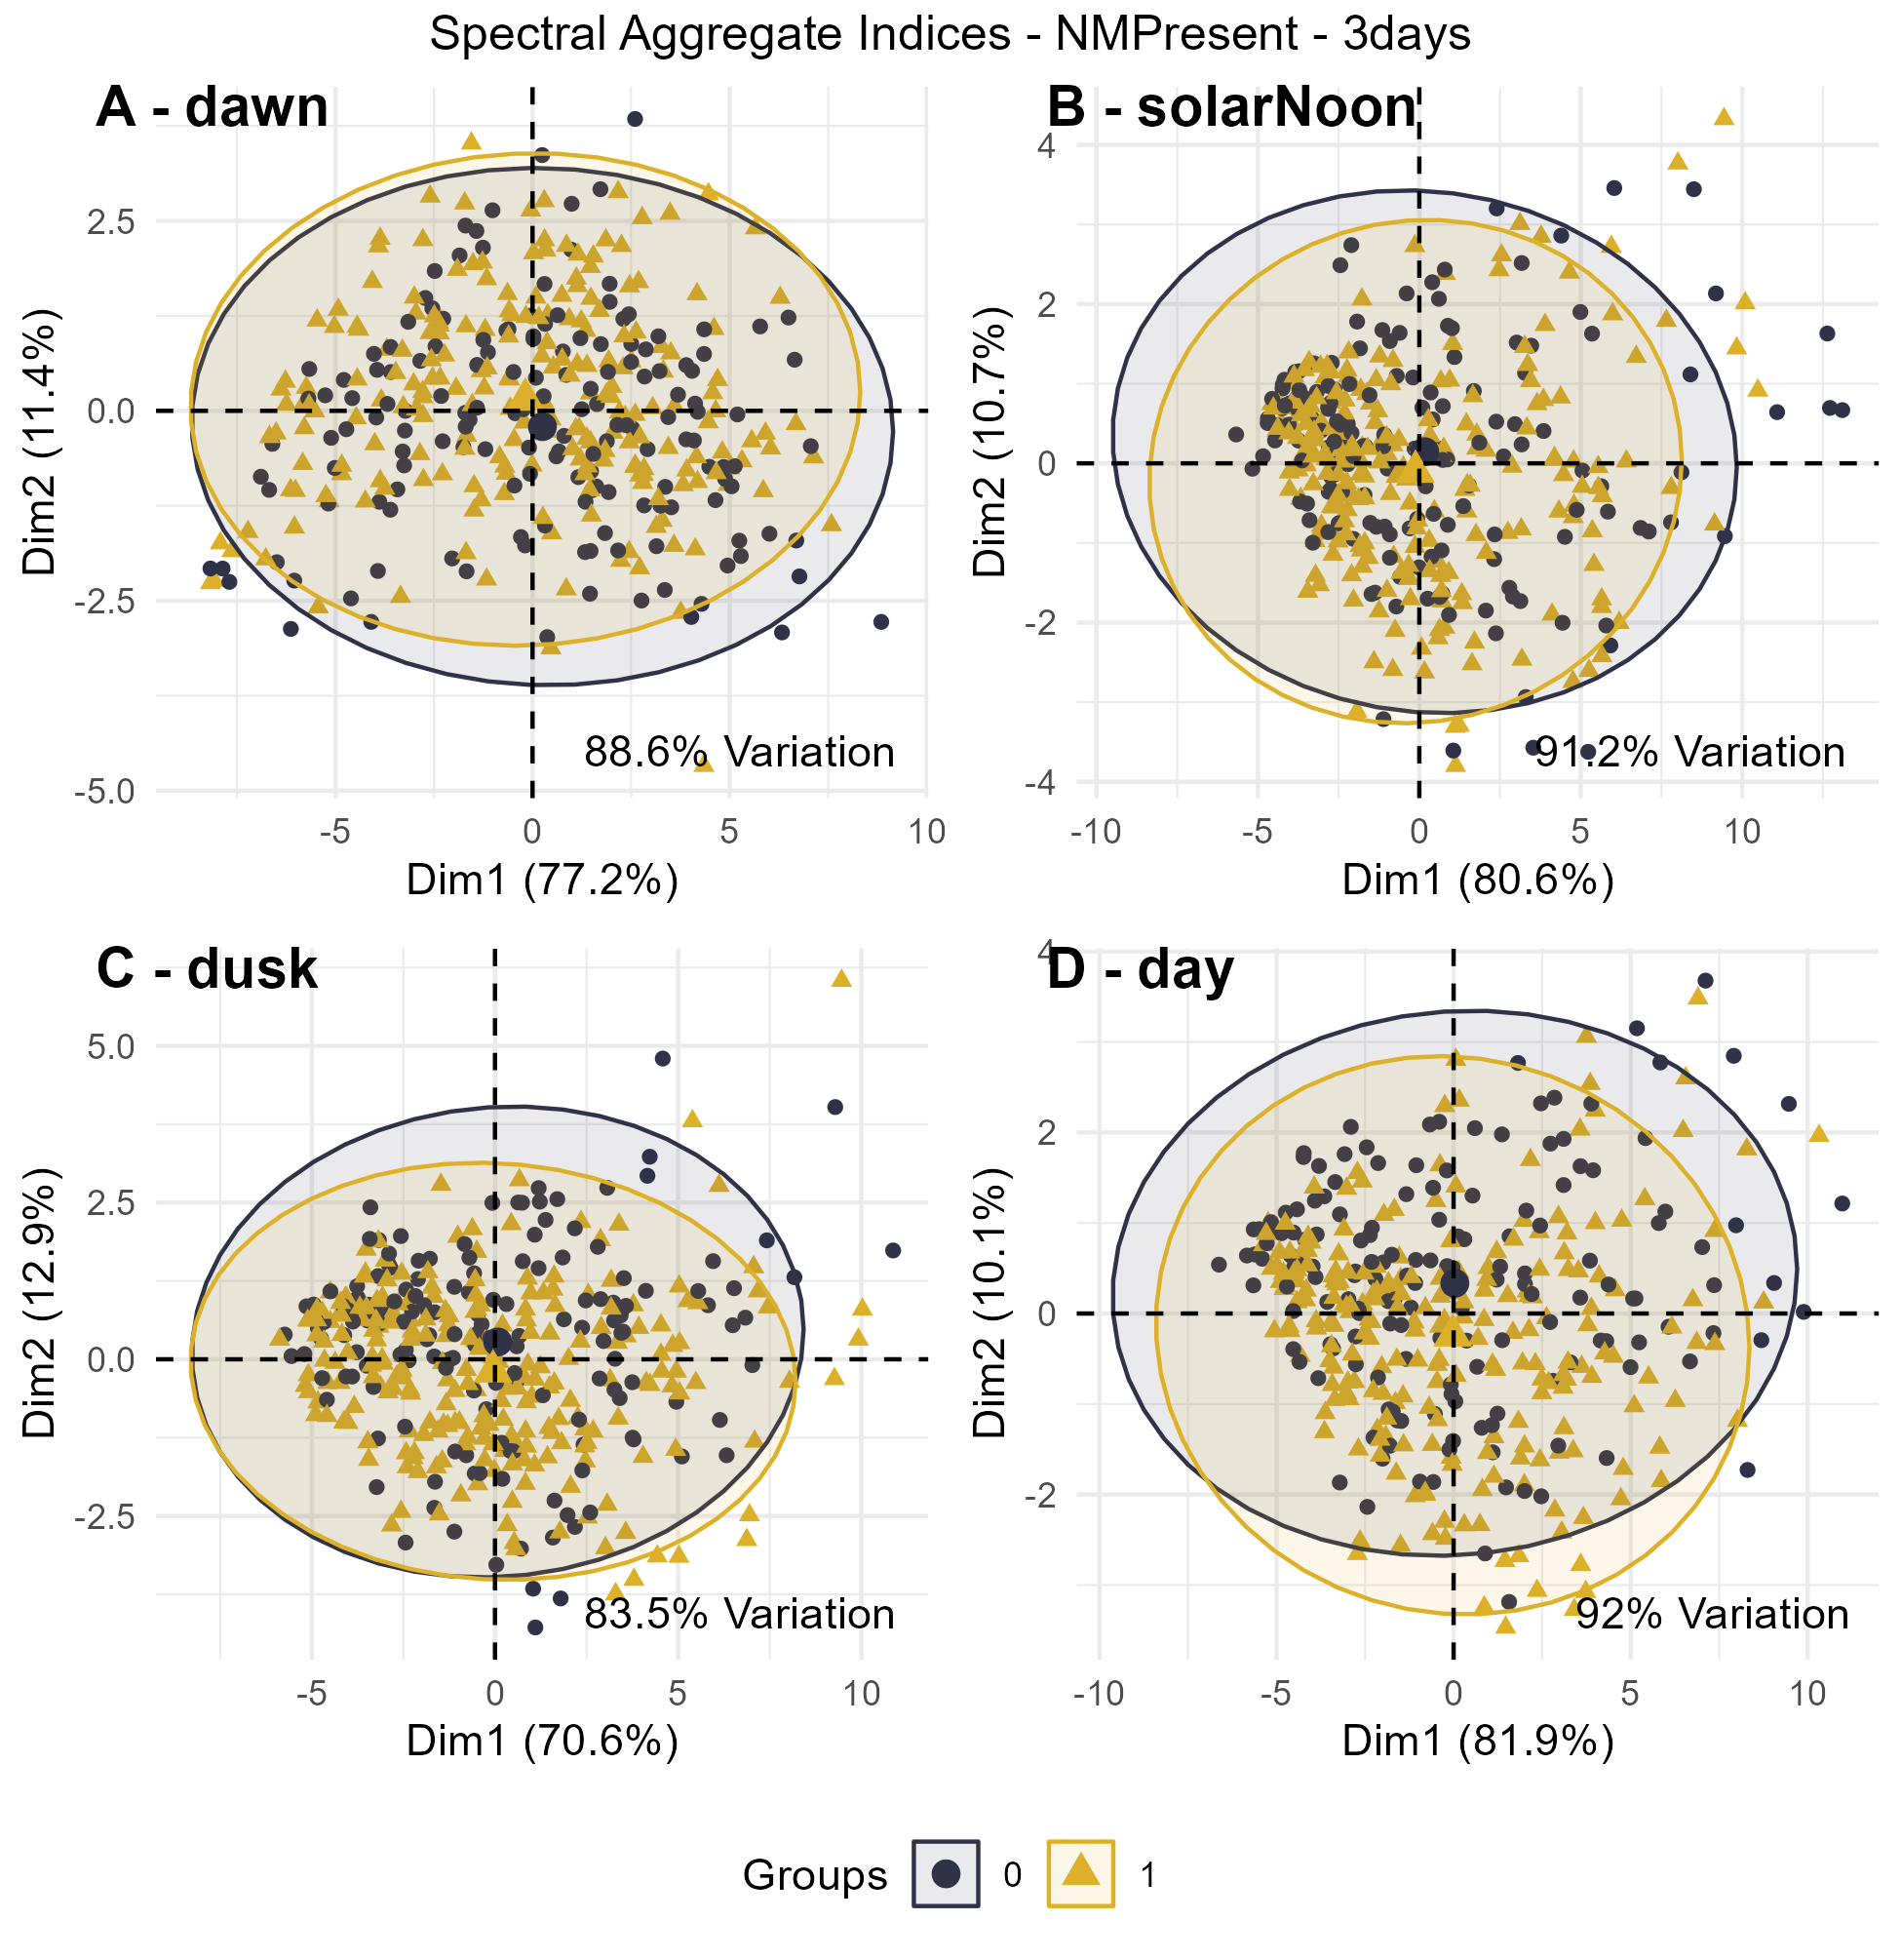 Spectral Aggregate Indices - NMPresent - 3days
A - dawn
Dim2 (11.4%)
2.5
0.0
-2.5
-5.0
88.6% Variation
-5
0
5
10
Dim1 (77.2%)
B - solarNoon
Dim2 (10.7%)
4
2
0
-2
-4
91.2% Variation
-10
-5
0
5
10
Dim1 (80.6%)
C - dusk
Dim2 (12.9%)
5.0
2.5
0.0
-2.5
83.5% Variation
-5
0
5
10
Dim1 (70.6%)
D - day
Dim2 (10.1%)
4
2
0
-2
92% Variation
-10
-5
0
5
10
Dim1 (81.9%)
Groups 0 1